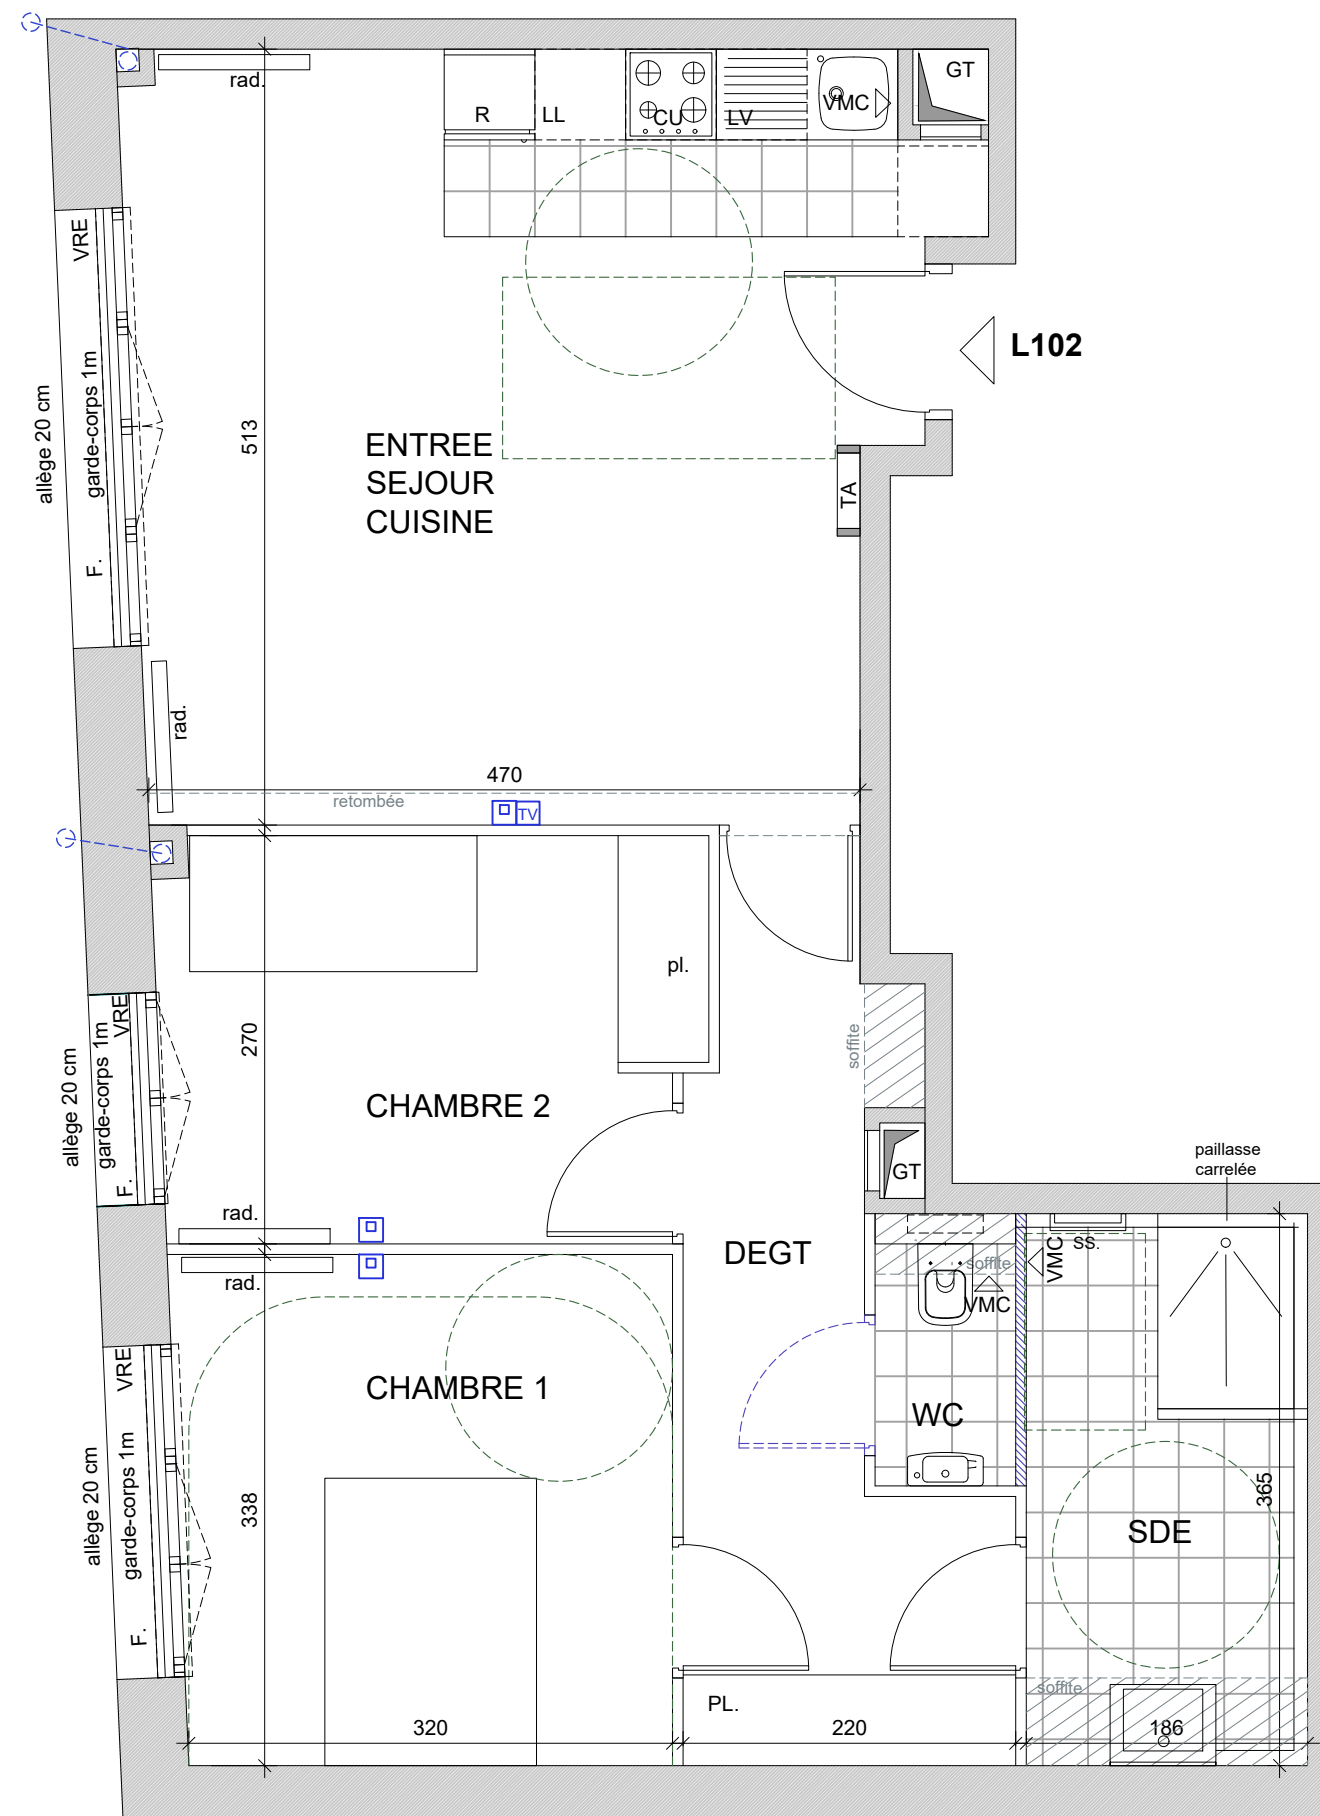 rad.
R
LL
CU
LV
VMC
GT
VRE
garde-corps 1m
allège 20 cm
F.
L102
513
ENTREE
SEJOUR
CUISINE
TA
rad.
470
retombée
TV
pl.
270
soffite
VRE
garde-corps 1m
allège 20 cm
F.
CHAMBRE 2
GT
paillasse
carrelée
rad.
rad.
DEGT
soffite
VMC
VMC
SS.
CHAMBRE 1
VRE
garde-corps 1m
allège 20 cm
F.
WC
338
365
SDE
soffite
PL.
320
220
186